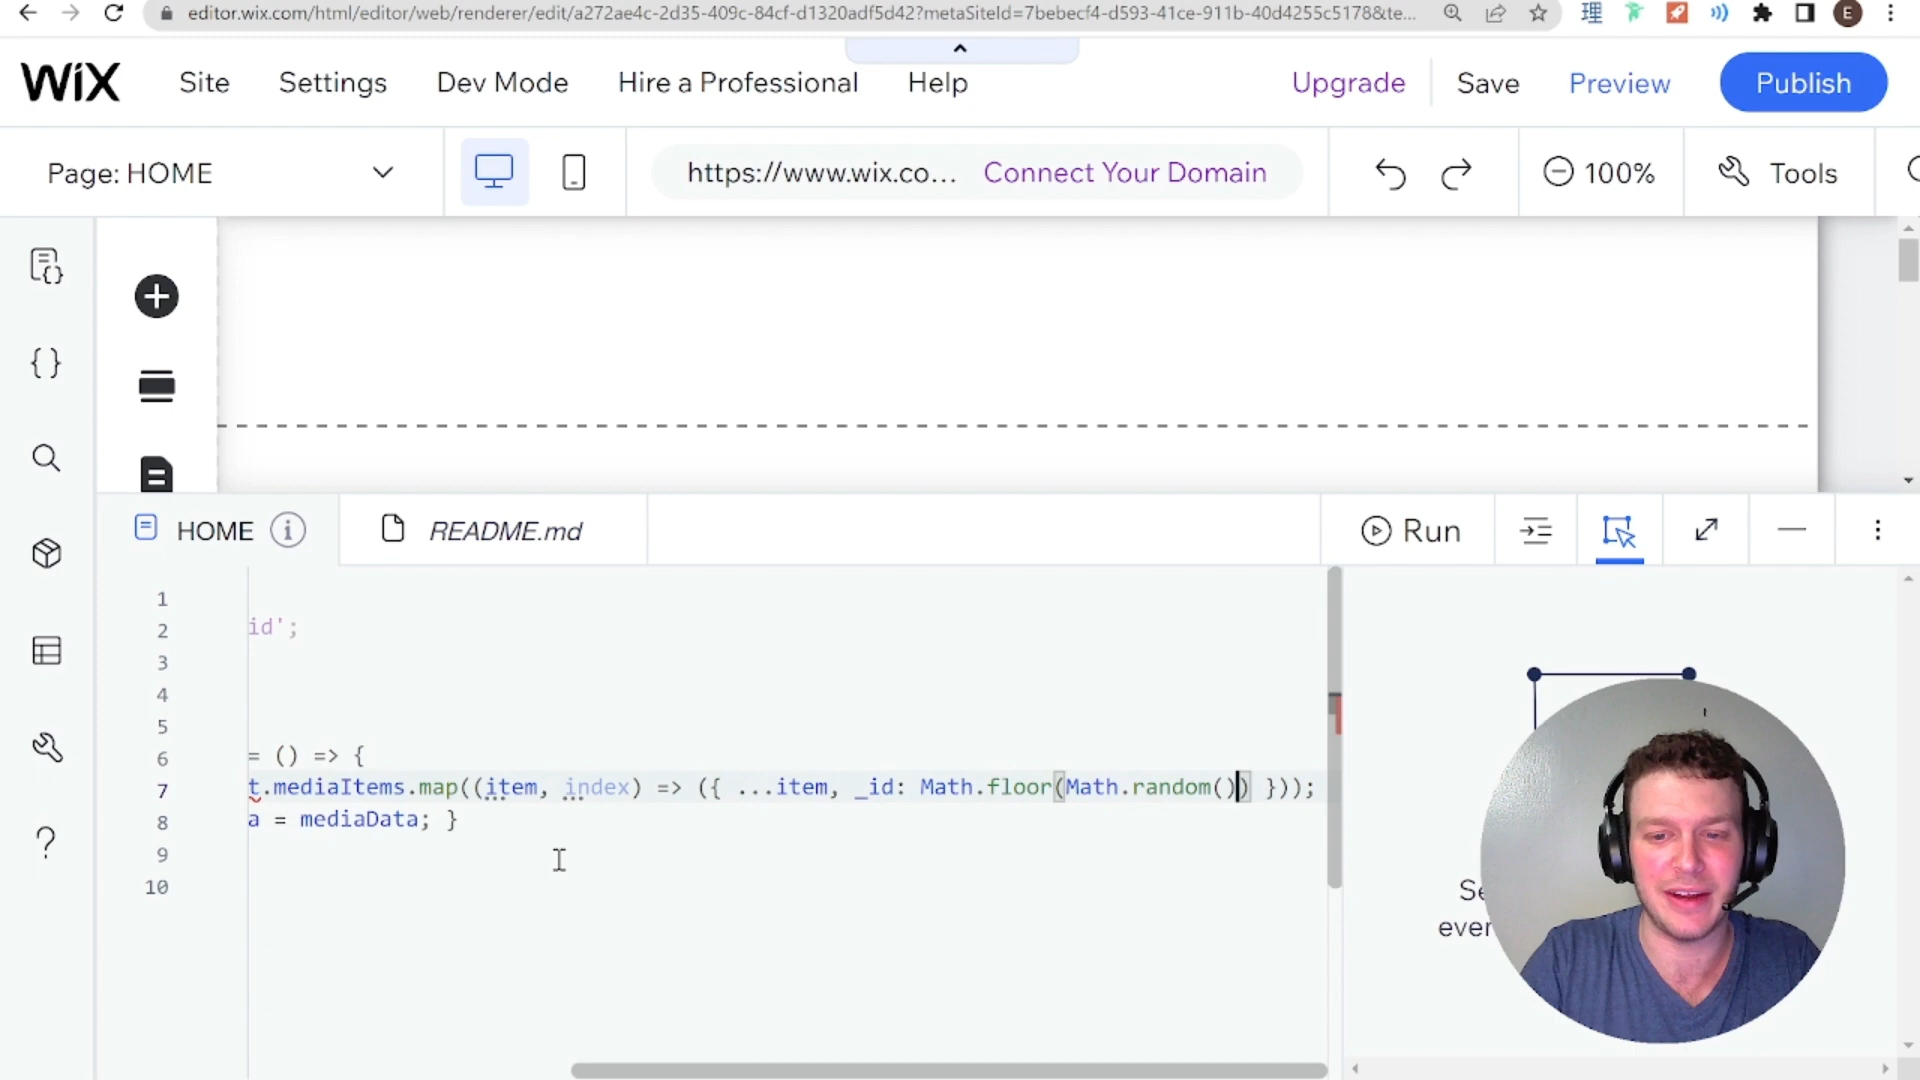 editor.wix.com/html/editor/web/renderer/edit/a272ae4c-2d35-409c-84cf-d1320adf5d42?metaSiteId=7bebecf4-d593-41ce-911b-40d4255c5178&te...
理 E
WiX Site Settings Dev Mode Hire a Professional Help Upgrade Save Preview Publish
Page: HOME https://www.wix.co... Connect Your Domain 100% Tools
HOME README.md Run
1
2 id';
3
4
5
6 = () => {
7 t.mediaItems.map((item, index) => ({ ...item, _id: Math.floor(Math.random()) }));
8 a = mediaData; }
9
10
Se
ever